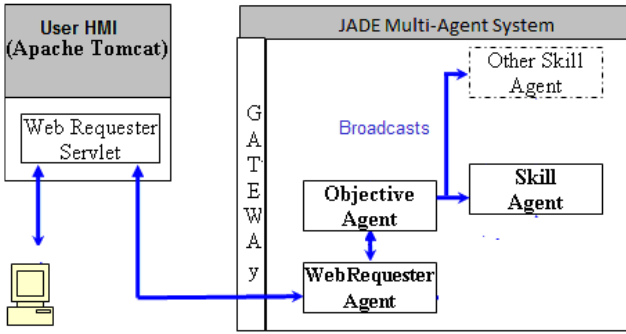 User HMI
(Apache Tomcat)
Web Requester
Servlet
JADE Multi-Agent System
G
A
T
E
W
A
y
Other Skill
Agent
Broadcasts
Skill
Agent
Objective
Agent
WebRequester
Agent